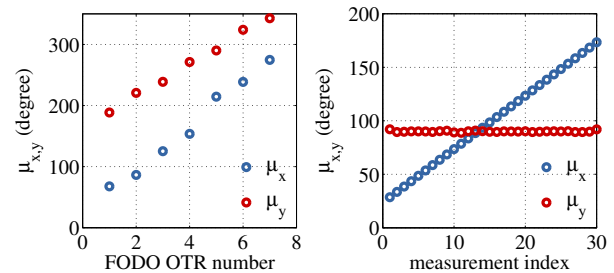 300
200
100
0
μx,y (degree)
0
2
4
6
8
FODO OTR number
μx
μy
200
150
100
50
0
μx,y (degree)
0
10
20
30
measurement index
μx
μy